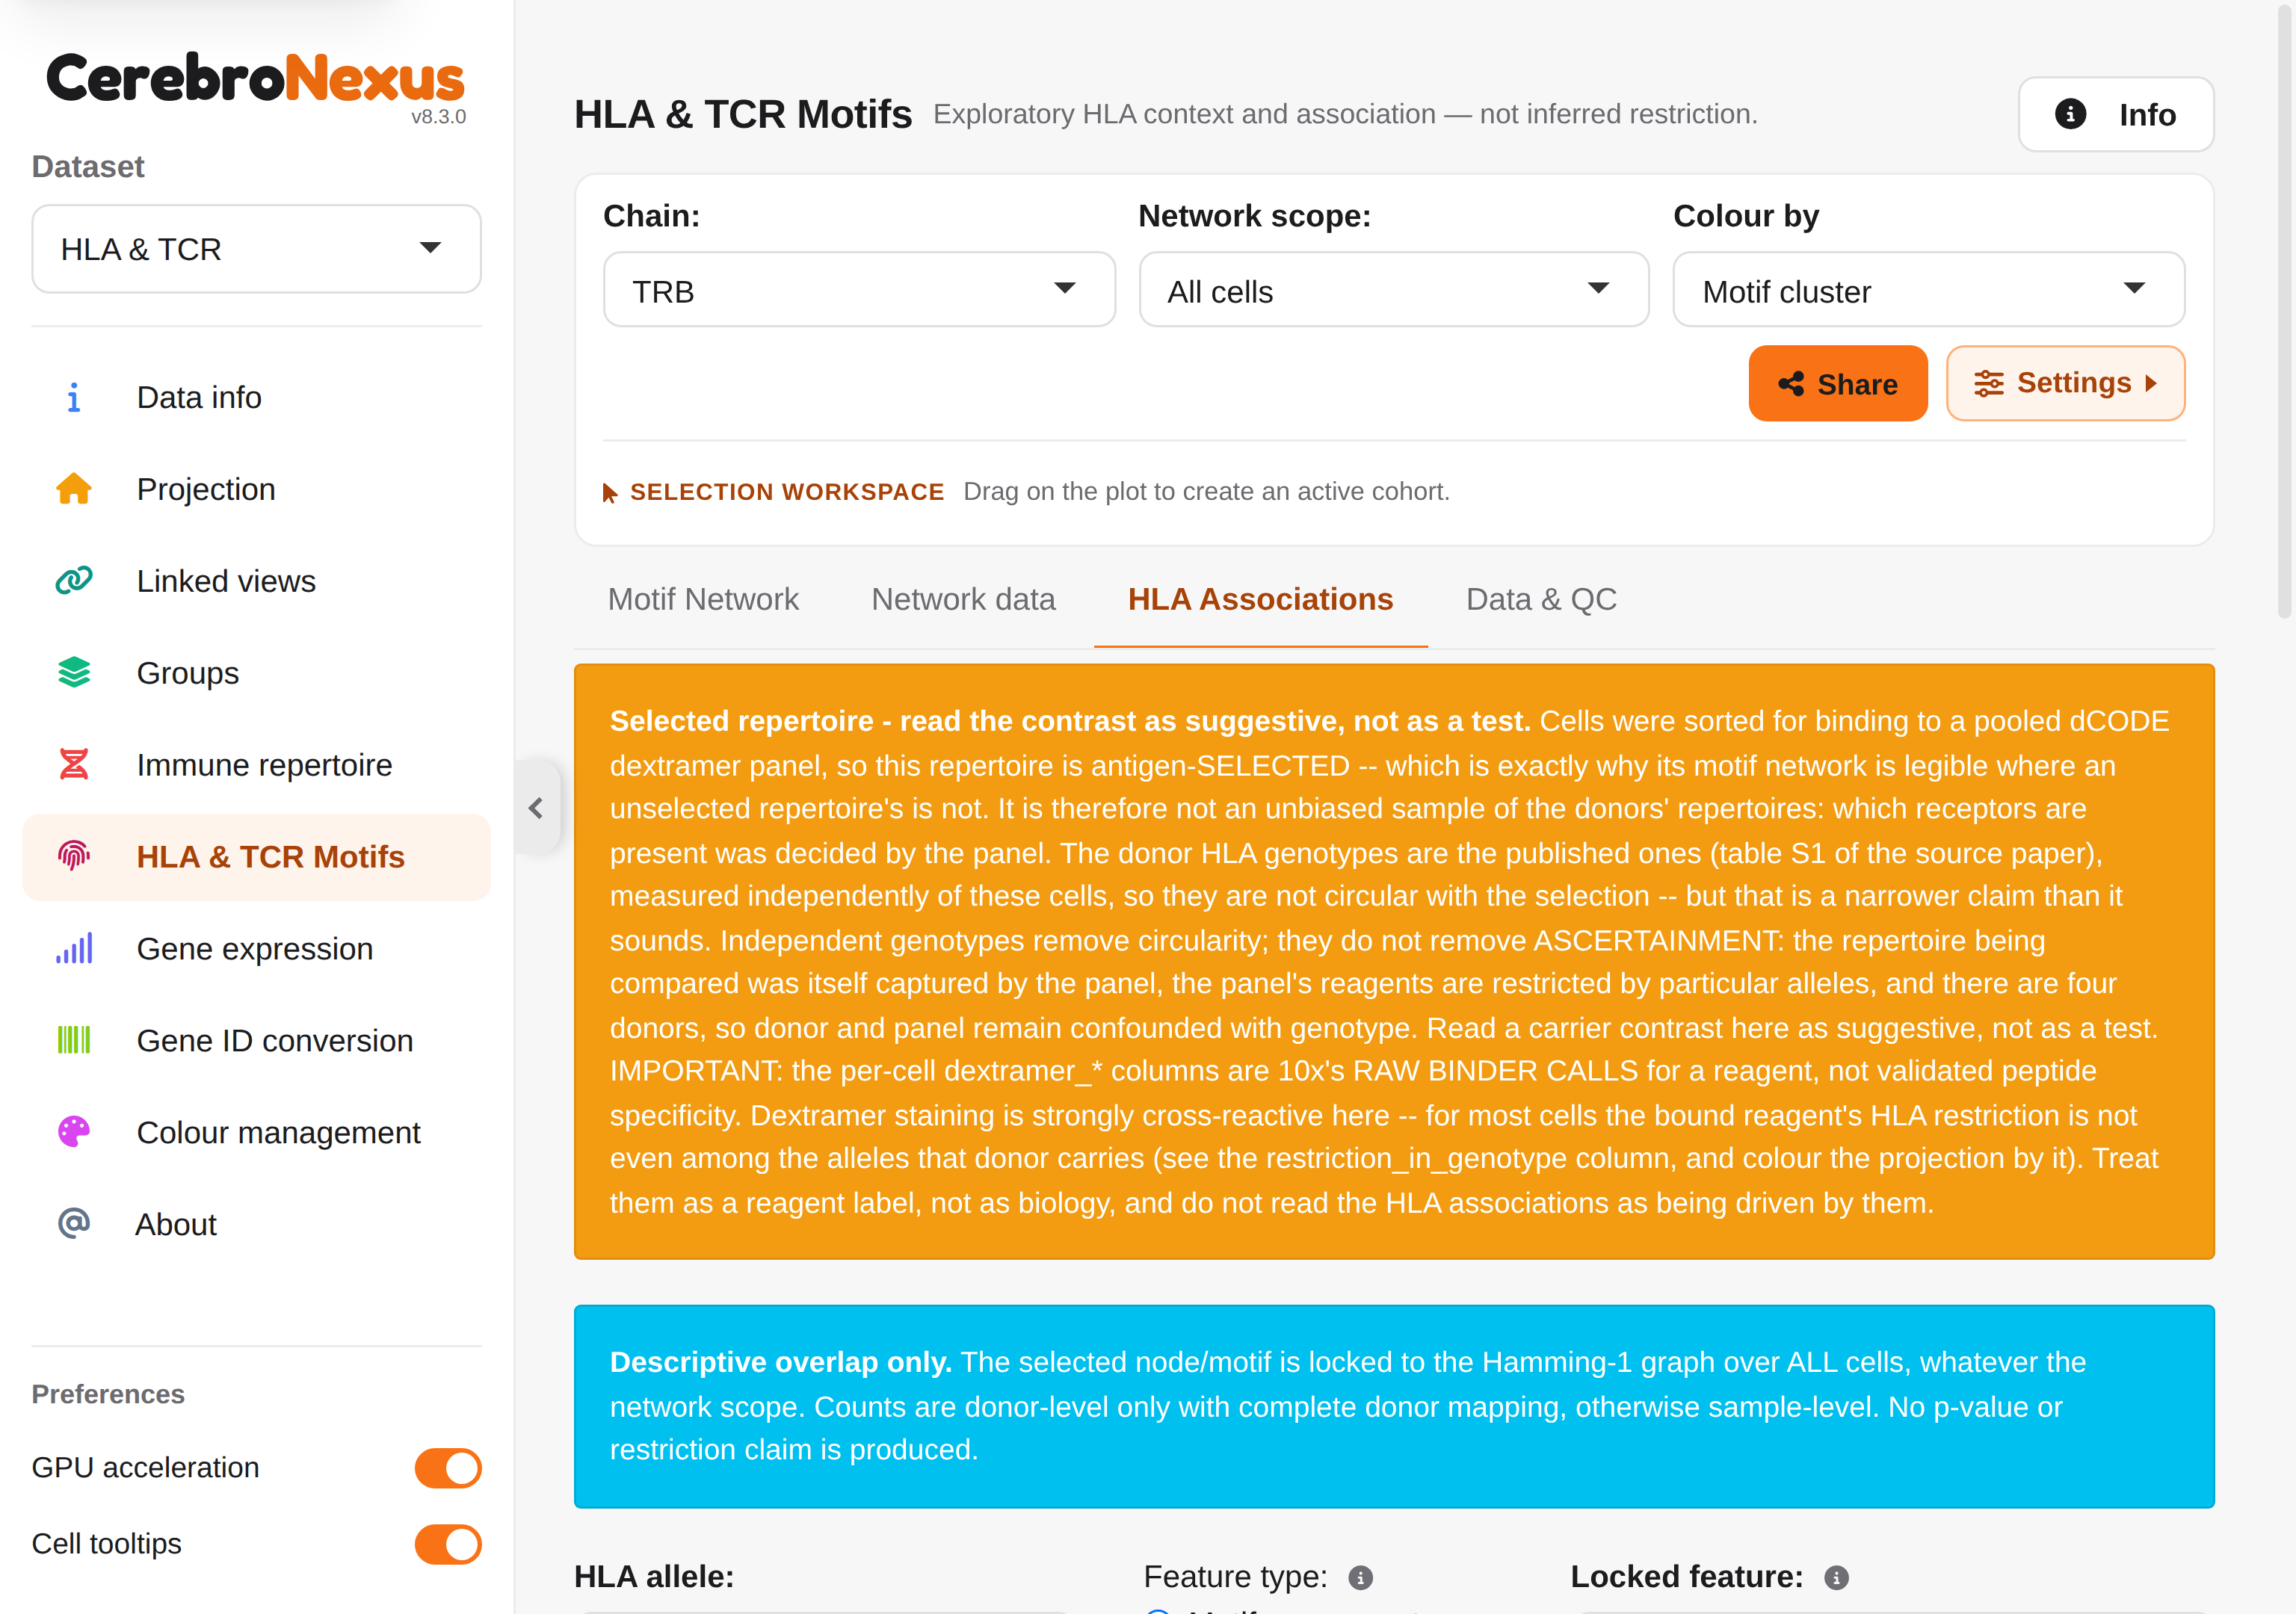 CerebroNexus
v8.3.0
Dataset
HLA & TCR
Data info
Projection
Linked views
Groups
Immune repertoire
HLA & TCR Motifs
Gene expression
Gene ID conversion
Colour management
About
Preferences
GPU acceleration
Cell tooltips
HLA & TCR Motifs Exploratory HLA context and association — not inferred restriction.
Info
Chain: Network scope: Colour by
TRB All cells Motif cluster
Share Settings
SELECTION WORKSPACE Drag on the plot to create an active cohort.
Motif Network Network data HLA Associations Data & QC
Selected repertoire - read the contrast as suggestive, not as a test. Cells were sorted for binding to a pooled dCODE
dextramer panel, so this repertoire is antigen-SELECTED -- which is exactly why its motif network is legible where an
unselected repertoire's is not. It is therefore not an unbiased sample of the donors' repertoires: which receptors are
present was decided by the panel. The donor HLA genotypes are the published ones (table S1 of the source paper),
measured independently of these cells, so they are not circular with the selection -- but that is a narrower claim than it
sounds. Independent genotypes remove circularity; they do not remove ASCERTAINMENT: the repertoire being
compared was itself captured by the panel, the panel's reagents are restricted by particular alleles, and there are four
donors, so donor and panel remain confounded with genotype. Read a carrier contrast here as suggestive, not as a test.
IMPORTANT: the per-cell dextramer_* columns are 10x's RAW BINDER CALLS for a reagent, not validated peptide
specificity. Dextramer staining is strongly cross-reactive here -- for most cells the bound reagent's HLA restriction is not
even among the alleles that donor carries (see the restriction_in_genotype column, and colour the projection by it). Treat
them as a reagent label, not as biology, and do not read the HLA associations as being driven by them.
Descriptive overlap only. The selected node/motif is locked to the Hamming-1 graph over ALL cells, whatever the
network scope. Counts are donor-level only with complete donor mapping, otherwise sample-level. No p-value or
restriction claim is produced.
HLA allele: Feature type: Locked feature: